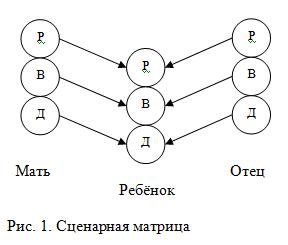 Р Р
Р
В В
В
Д Д
Д
Мать Отец
Ребёнок
Рис. 1. Сценарная матрица